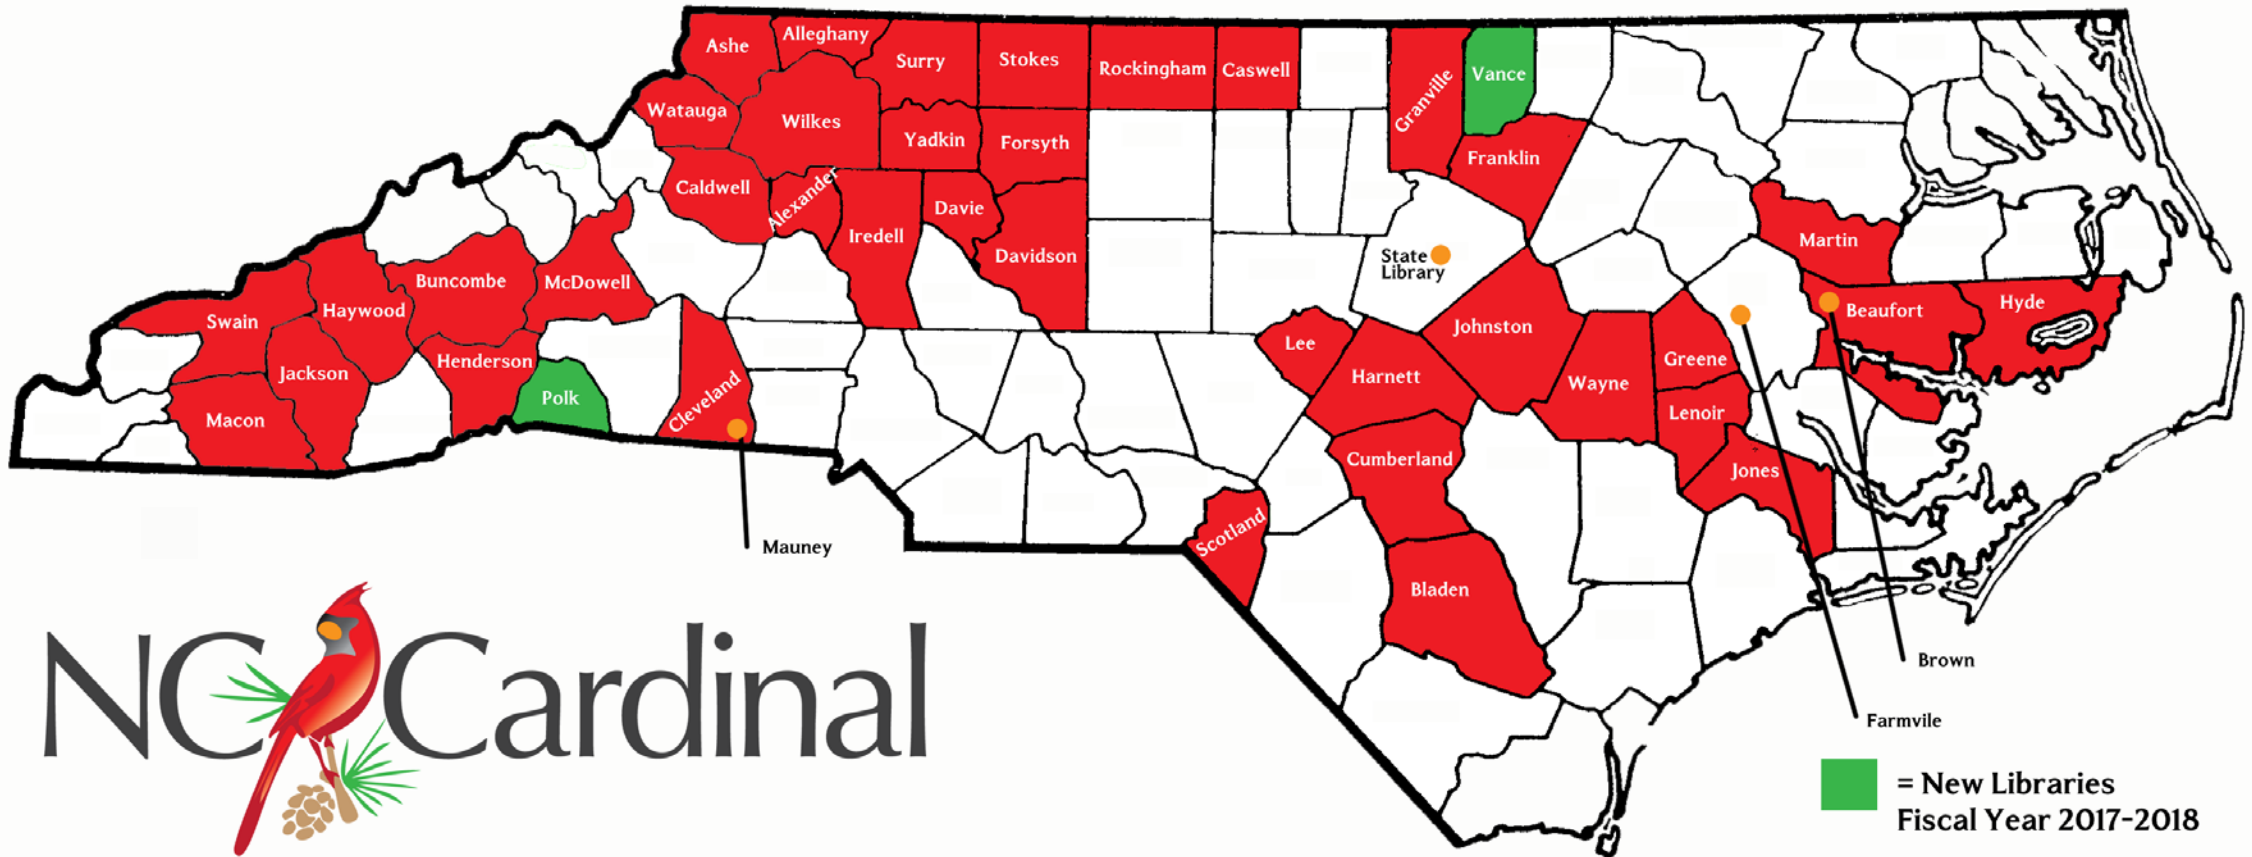 Ashe
Alleghany
Surry
Stokes
Rockingham
Caswell
Granville
Vance
Watauga
Wilkes
Yadkin
Forsyth
Franklin
Caldwell
Alexander
Iredell
Davie
Davidson
Martin
State
Library
Swain
Haywood
Buncombe
McDowell
Beaufort
Hyde
Jackson
Henderson
Lee
Harnett
Johnston
Wayne
Greene
Macon
Polk
Cleveland
Lenoir
Cumberland
Jones
Scotland
Mauney
Bladen
Brown
Farmvile
NC Cardinal
= New Libraries
Fiscal Year 2017-2018